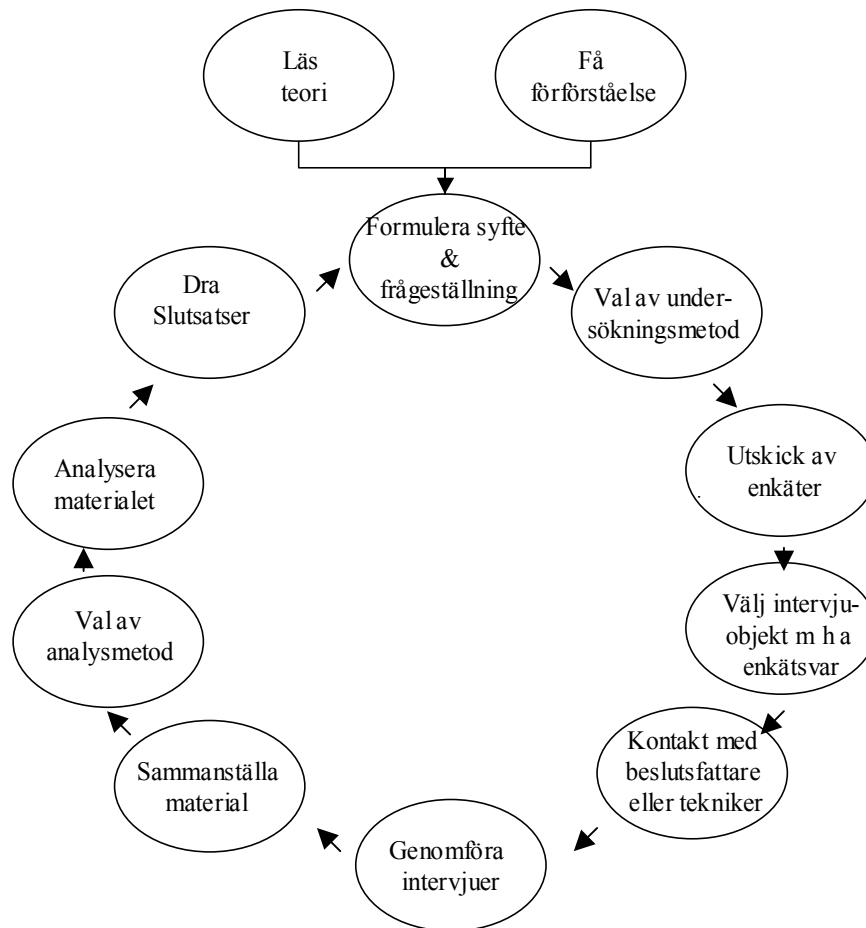 Läs
teori
Få
förförståelse
Formulera syfte
&
frågeställning
Val av under-
sökningsmetod
Utskick av
enkäter
Välj intervju-
objekt m h a
enkätsvar
Kontakt med
beslutsfattare
eller tekniker
Genomföra
intervjuer
Sammanställa
material
Val av
analysmetod
Analysera
materialet
Dra
Slutsatser